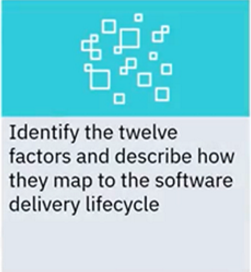 Identify the twelve
factors and describe how
they map to the software
delivery lifecycle